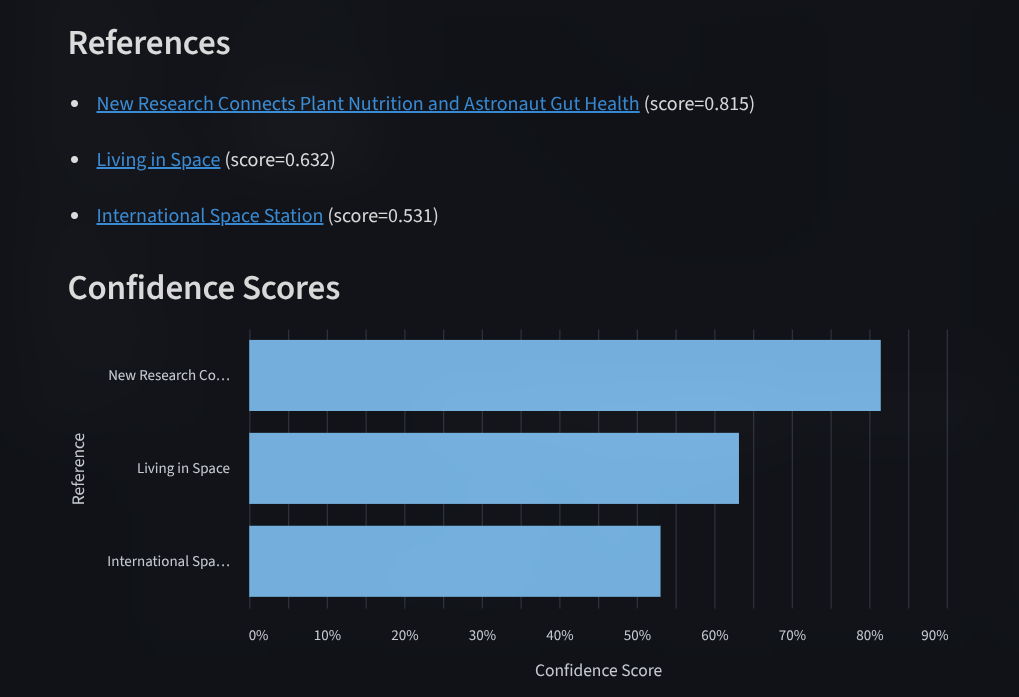 References
• New Research Connects Plant Nutrition and Astronaut Gut Health (score=0.815)
• Living in Space (score=0.632)
• International Space Station (score=0.531)
Confidence Scores
Reference
New Research Co…
Living in Space
International Spa…
0% 10% 20% 30% 40% 50% 60% 70% 80% 90%
Confidence Score